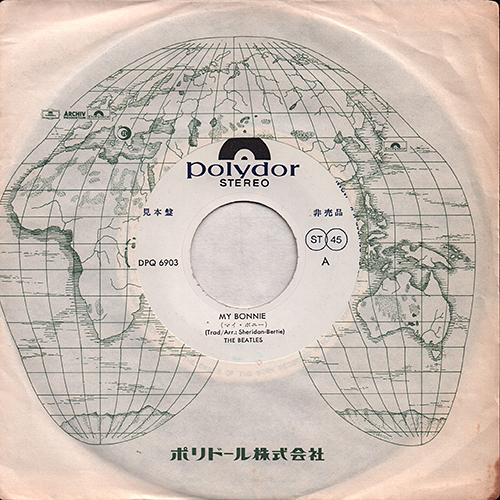 ARCHIV
polydor
STEREO
見本盤
非売品
ST 45
DPQ 6903
A
MY BONNIE
(マイ・ボニー)
(Trad/Arr.: Sheridan-Bertie)
THE BEATLES
ポリドール株式会社